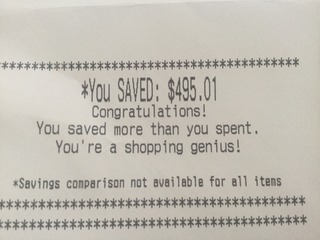 ******************************************
*You SAVED: $495.01
Congratulations!
You saved more than you spent.
You're a shopping genius!
*Savings comparison not available for all items
******************************************
******************************************